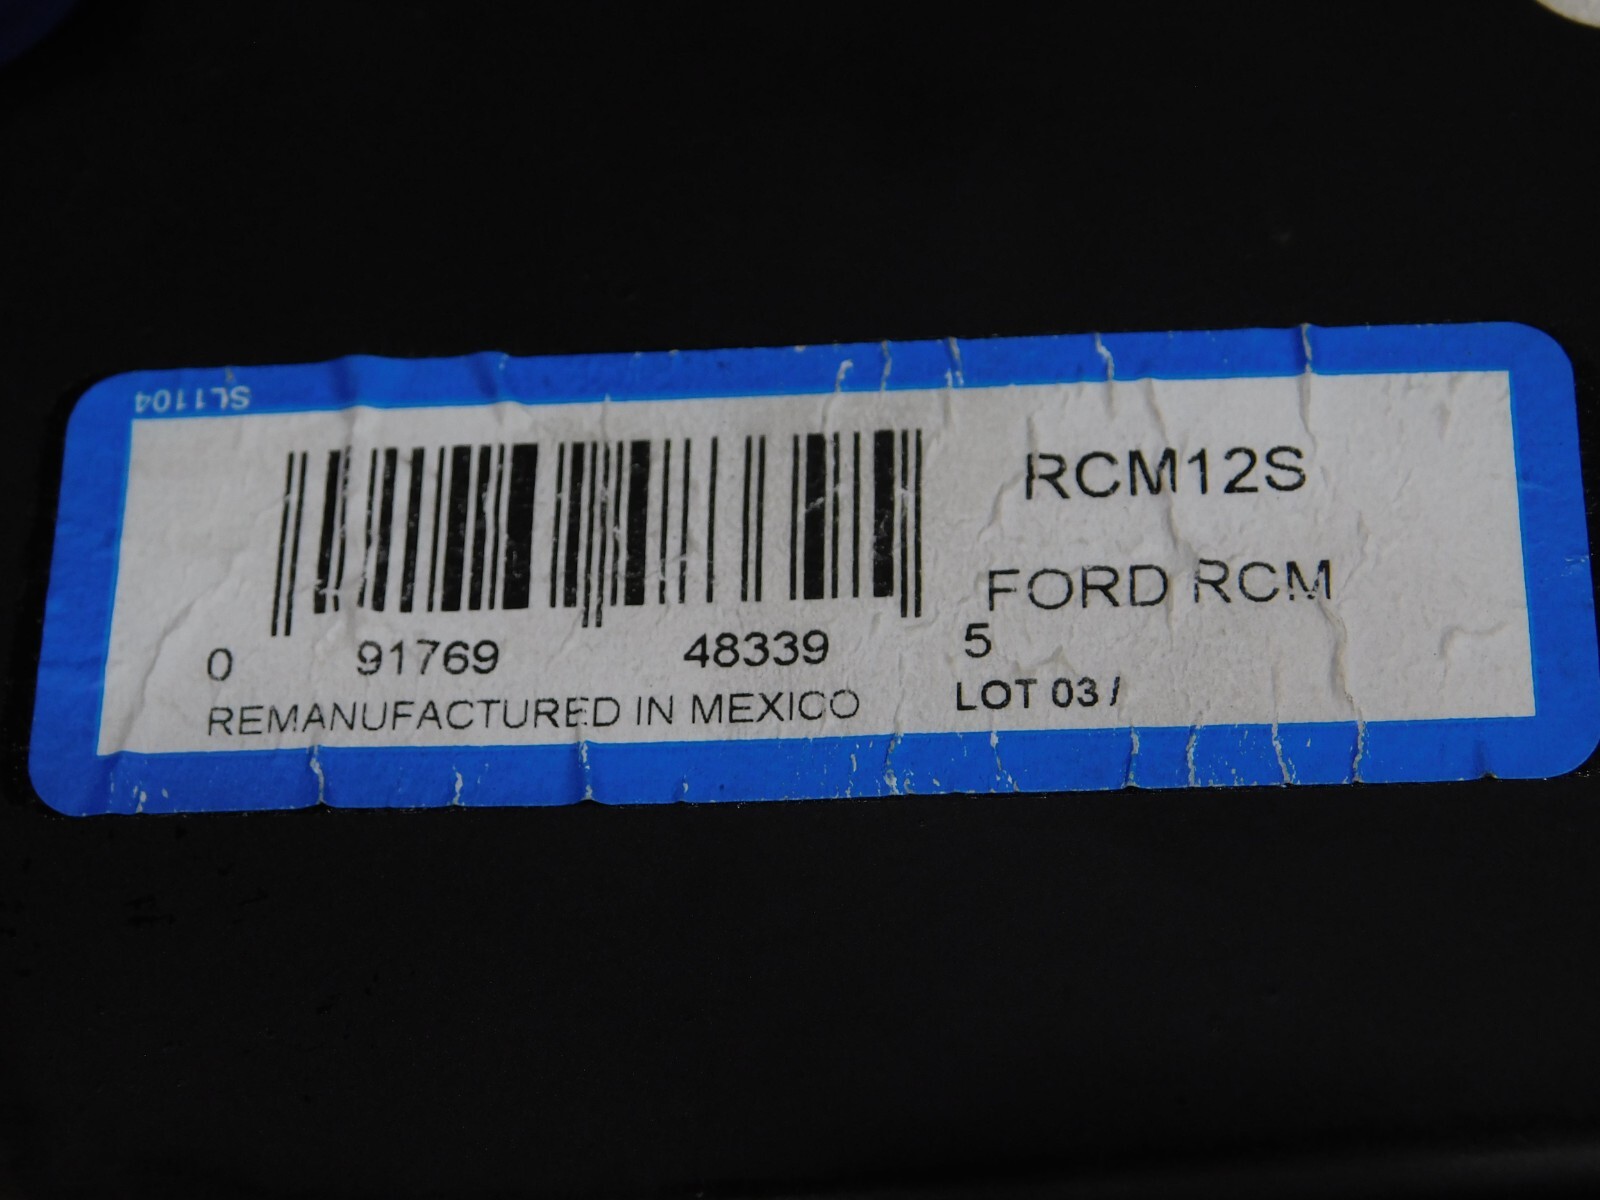 SL1104
RCM12S
FORD RCM
0 91769 48339 5
REMANUFACTURED IN MEXICO
LOT 03 /